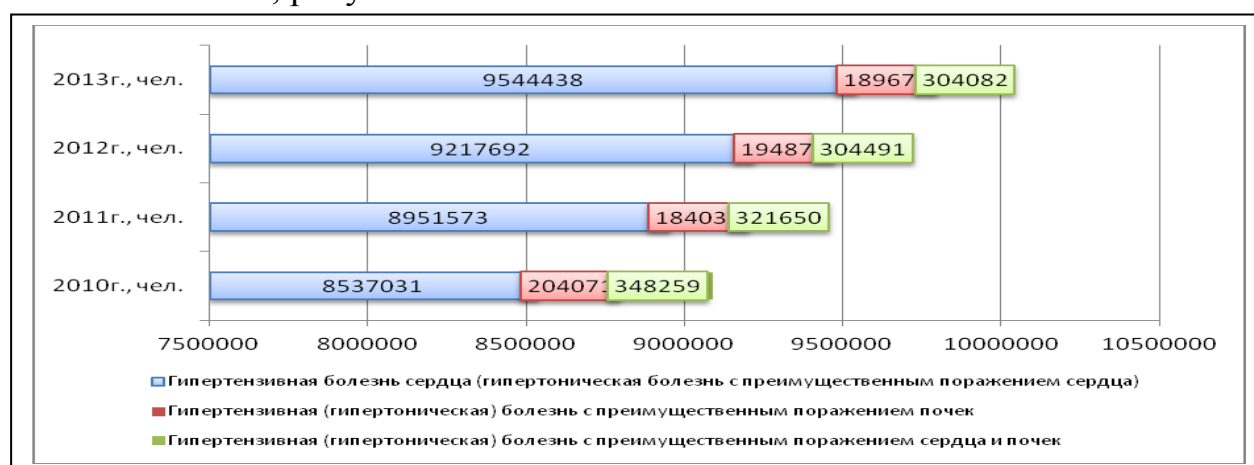 2013г., чел. 9544438 18967 304082
2012г., чел. 9217692 19487 304491
2011г., чел. 8951573 18403 321650
2010г., чел. 8537031 204071 348259
7500000 8000000 8500000 9000000 9500000 10000000 10500000
Гипертензивная болезнь сердца (гипертоническая болезнь с преимущественным поражением сердца)
Гипертензивная (гипертоническая) болезнь с преимущественным поражением почек
Гипертензивная (гипертоническая) болезнь с преимущественным поражением сердца и почек